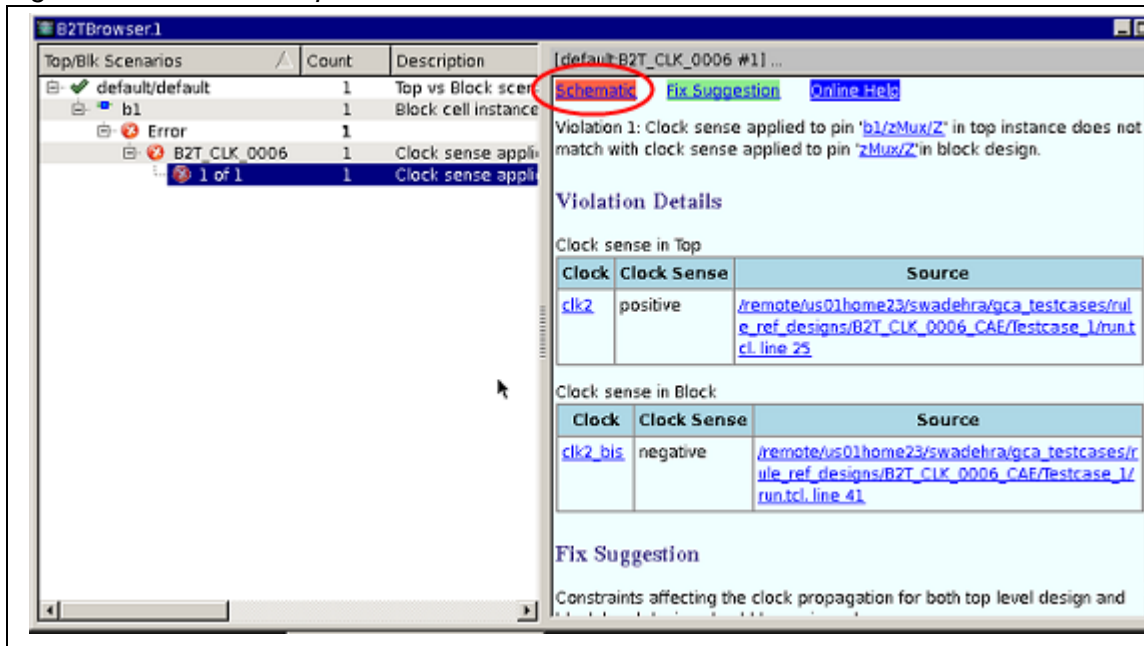 B2TBrowser.1
Top/Blk Scenarios Count Description
default/default 1 Top vs Block scen
b1 1 Block cell instance
Error 1
B2T_CLK_0006 1 Clock sense appli
1 of 1 1 Clock sense appli
[default:B2T_CLK_0006 #1] ...
Schematic Fix Suggestion Online Help
Violation 1: Clock sense applied to pin 'b1/zMux/Z' in top instance does not
match with clock sense applied to pin 'zMux/Z'in block design.
Violation Details
Clock sense in Top
Clock Clock Sense Source
clk2 positive /remote/us01home23/swadehra/gca_testcases/rul
e_ref_designs/B2T_CLK_0006_CAE/Testcase_1/run.t
cl. line 25
Clock sense in Block
Clock Clock Sense Source
clk2_bis negative /remote/us01home23/swadehra/gca_testcases/r
ule_ref_designs/B2T_CLK_0006_CAE/Testcase_1/
run.tcl. line 41
Fix Suggestion
Constraints affecting the clock propagation for both top level design and